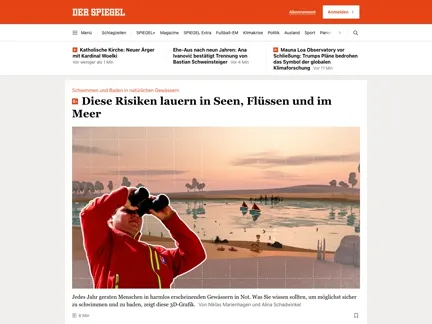 DER SPIEGEL
Abonnement
Anmelden
Menü Schlagzeilen SPIEGEL+ Magazine SPIEGEL Extra Fußball-EM Klimakrise Politik Ausland Sport
Katholische Kirche: Neuer Ärger
mit Kardinal Woelki
Vor weniger als 1 Min
Ehe-Aus nach neun Jahren: Ana
Ivanović bestätigt Trennung von
Bastian Schweinsteiger Vor 4 Min
Mauna Loa Observatory vor
Schließung: Trumps Pläne bedrohen
das Symbol der globalen
Klimaforschung Vor 17 Min
Schwimmen und Baden in natürlichen Gewässern
Diese Risiken lauern in Seen, Flüssen und im
Meer
Jedes Jahr geraten Menschen in harmlos erscheinenden Gewässern in Not. Was Sie wissen sollten, um möglichst sicher
zu schwimmen und zu baden, zeigt diese 3D-Grafik. Von Niklas Marienhagen und Alina Schadwinkel
8 Min